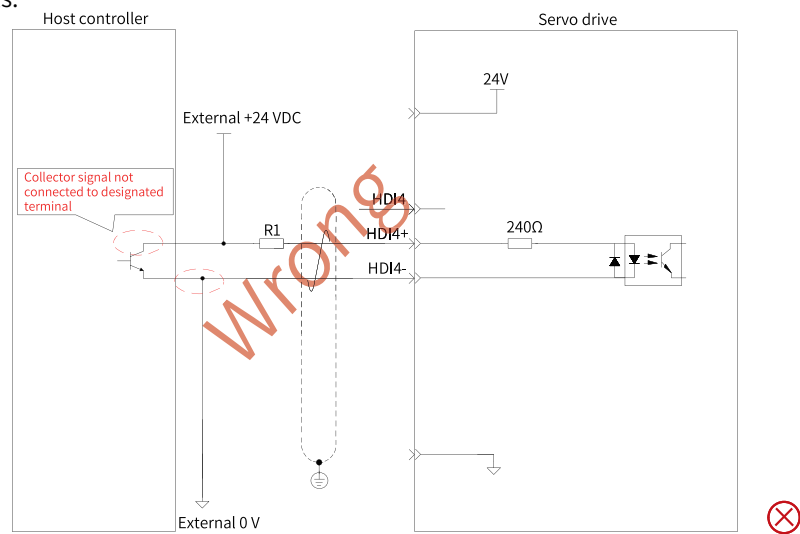 s.
Host controller
Servo drive
24V
External +24 VDC
Collector signal not
connected to designated
terminal
HDI4
R1
HDI4+
240Ω
HDI4-
Wrong
External 0 V